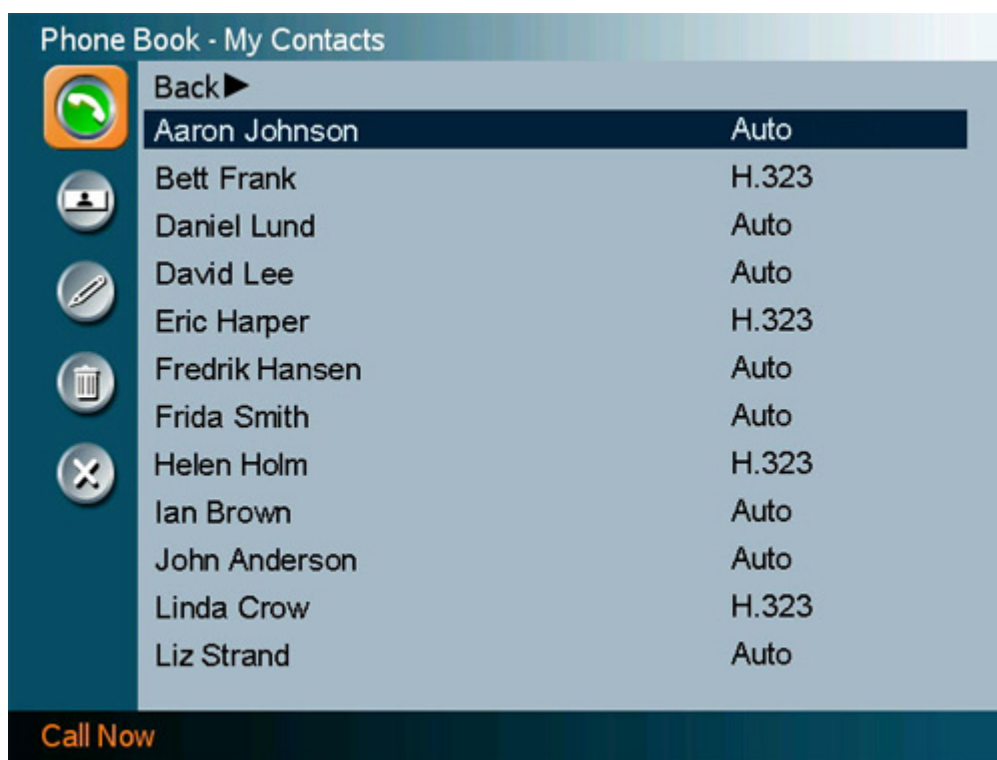 Phone Book - My Contacts
Back▶
Aaron Johnson Auto
Bett Frank H.323
Daniel Lund Auto
David Lee Auto
Eric Harper H.323
Fredrik Hansen Auto
Frida Smith Auto
Helen Holm H.323
Ian Brown Auto
John Anderson Auto
Linda Crow H.323
Liz Strand Auto
Call Now